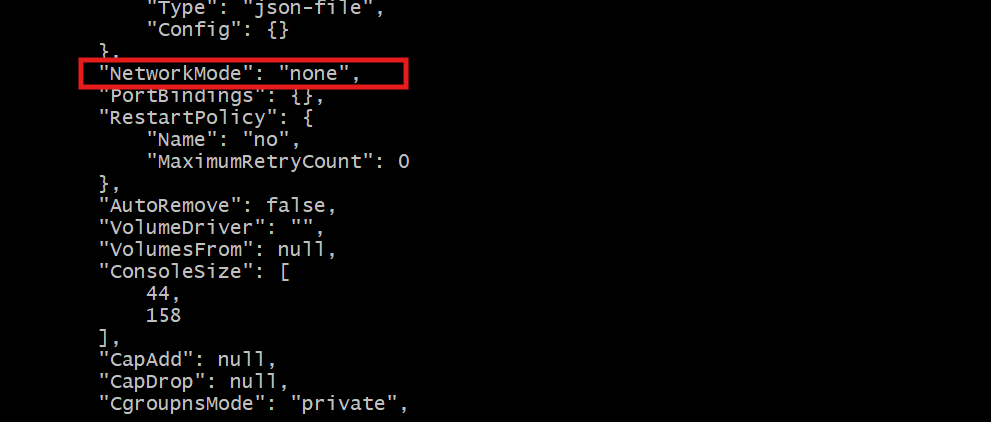 "Type": "json-file",
"Config": {}
},
"NetworkMode": "none",
"PortBindings": {},
"RestartPolicy": {
"Name": "no",
"MaximumRetryCount": 0
},
"AutoRemove": false,
"VolumeDriver": "",
"VolumesFrom": null,
"ConsoleSize": [
44,
158
],
"CapAdd": null,
"CapDrop": null,
"CgroupnsMode": "private",